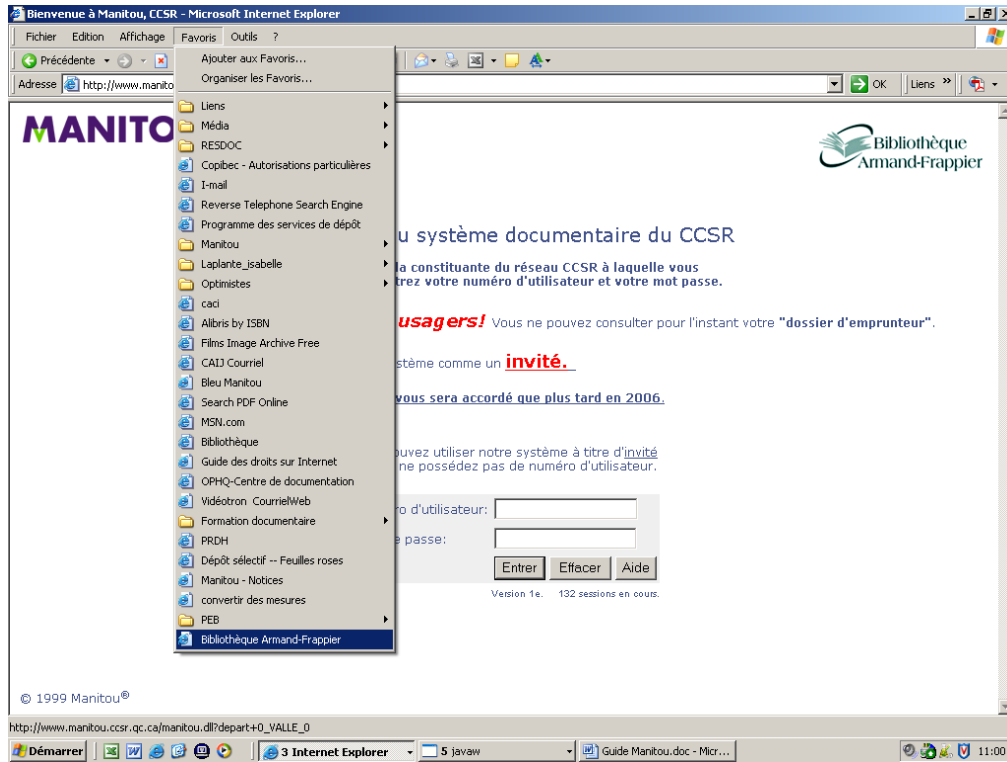 Bienvenue à Manitou, CCSR - Microsoft Internet Explorer
Fichier Edition Affichage Favoris Outils ?
Précédente
Adresse http://www.manito OK Liens »
Ajouter aux Favoris...
Organiser les Favoris...
Liens
Média
RESDOC
Copibec - Autorisations particulières
I-mail
Reverse Telephone Search Engine
Programme des services de dépôt
Manitou
Laplante_isabelle
Optimistes
caci
Alibris by ISBN
Films Image Archive Free
CAIJ Courriel
Bleu Manitou
Search PDF Online
MSN.com
Bibliothèque
Guide des droits sur Internet
OPHQ-Centre de documentation
Vidéotron CourrielWeb
Formation documentaire
PRDH
Dépôt sélectif -- Feuilles roses
Manitou - Notices
convertir des mesures
PEB
Bibliothèque Armand-Frappier
MANITO
Bibliothèque
Armand-Frappier
u système documentaire du CCSR
la constituante du réseau CCSR à laquelle vous
trez votre numéro d'utilisateur et votre mot passe.
usagers! Vous ne pouvez consulter pour l'instant votre "dossier d'emprunteur".
stème comme un invité.
vous sera accordé que plus tard en 2006.
ouvez utiliser notre système à titre d'invité
ne possédez pas de numéro d'utilisateur.
ro d'utilisateur:
e passe:
Entrer Effacer Aide
Version 1e. 132 sessions en cours.
© 1999 Manitou®
http://www.manitou.ccsr.qc.ca/manitou.dll?depart+0_VALLE_0
Démarrer 3 Internet Explorer 5 javaw Guide Manitou.doc - Micr... 11:00